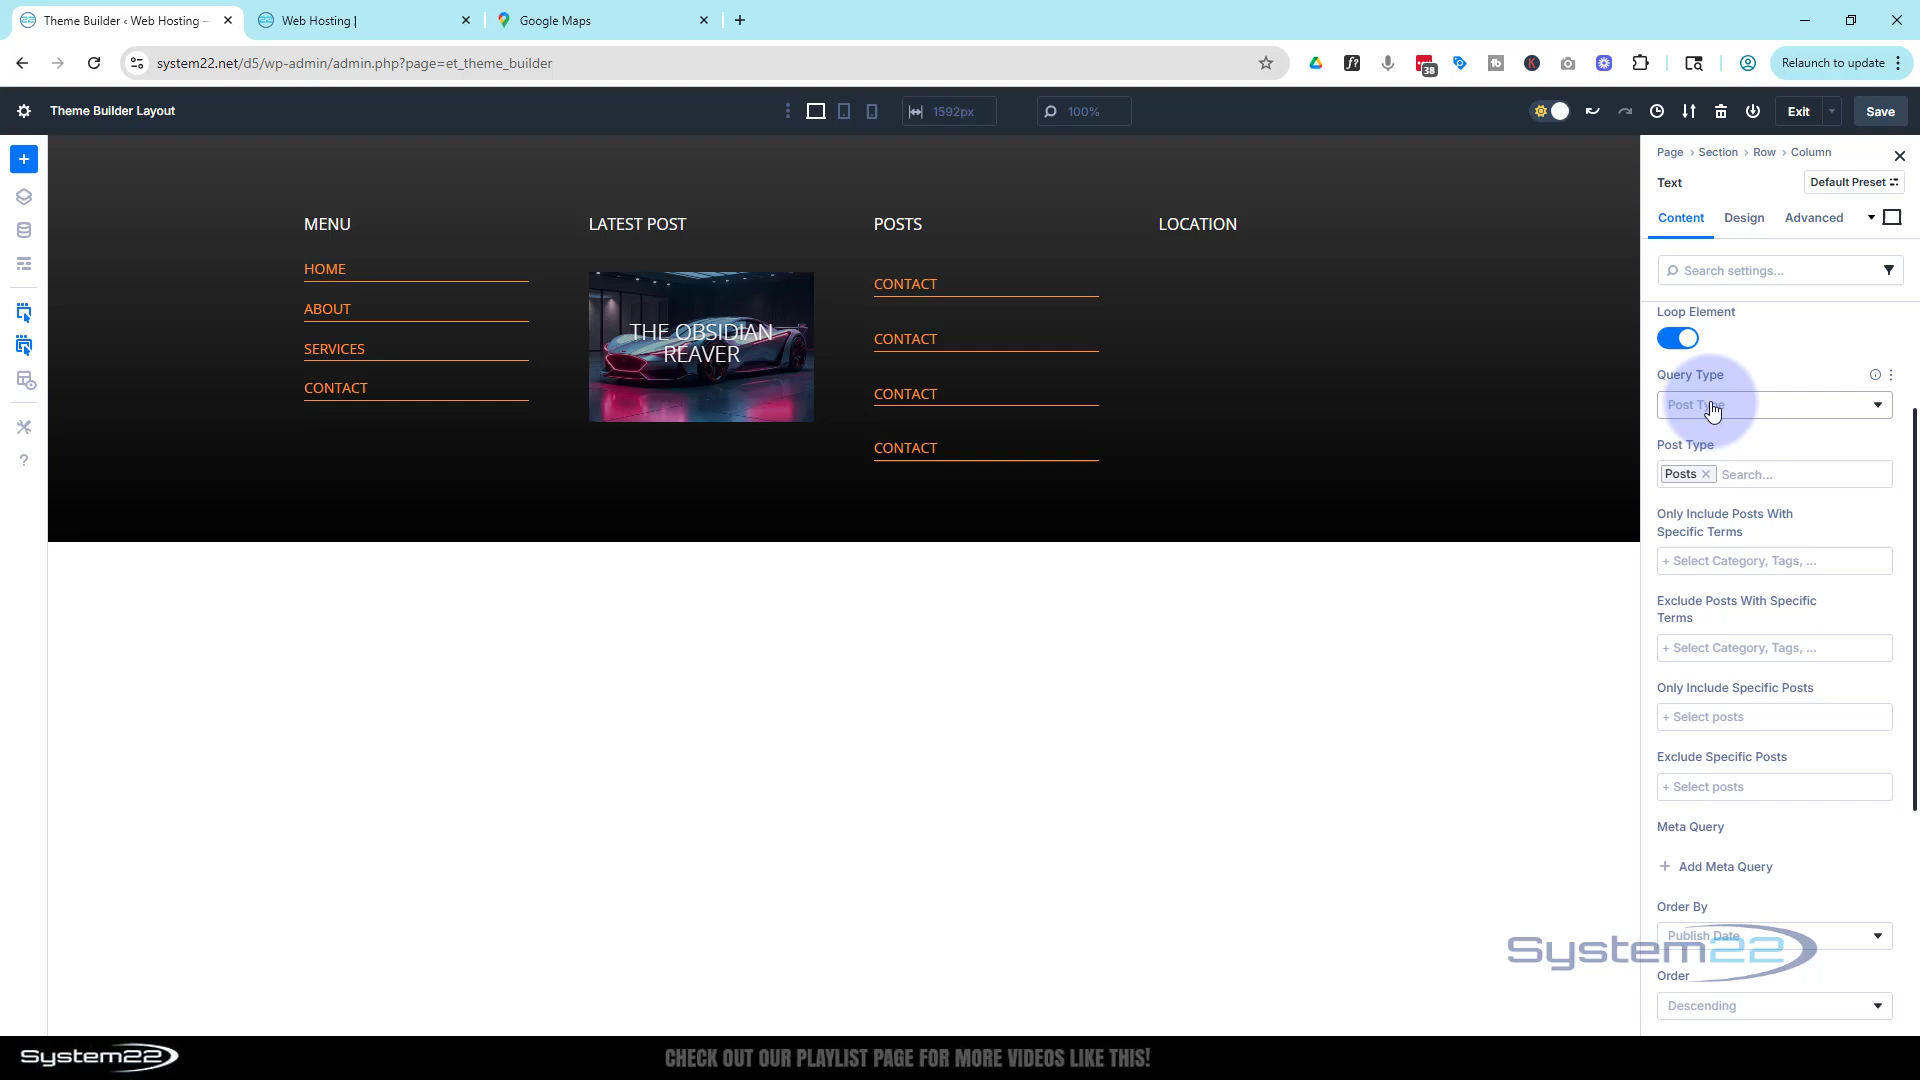 Theme Builder ‹ Web Hosting —
Web Hosting |
Google Maps
system22.net/d5/wp-admin/admin.php?page=et_theme_builder
38
Relaunch to update
Theme Builder Layout
1592px
100%
Exit
Save
Page › Section › Row › Column
Text
Default Preset
Content
Design
Advanced
Search settings...
MENU
HOME
ABOUT
SERVICES
CONTACT
LATEST POST
THE OBSIDIAN
REAVER
POSTS
CONTACT
CONTACT
CONTACT
CONTACT
LOCATION
Loop Element
Query Type
Post Type
Post Type
Posts
Search...
Only Include Posts With
Specific Terms
+ Select Category, Tags, ...
Exclude Posts With Specific
Terms
+ Select Category, Tags, ...
Only Include Specific Posts
+ Select posts
Exclude Specific Posts
+ Select posts
Meta Query
+ Add Meta Query
Order By
Publish Date
Order
Descending
System22
System22
CHECK OUT OUR PLAYLIST PAGE FOR MORE VIDEOS LIKE THIS!